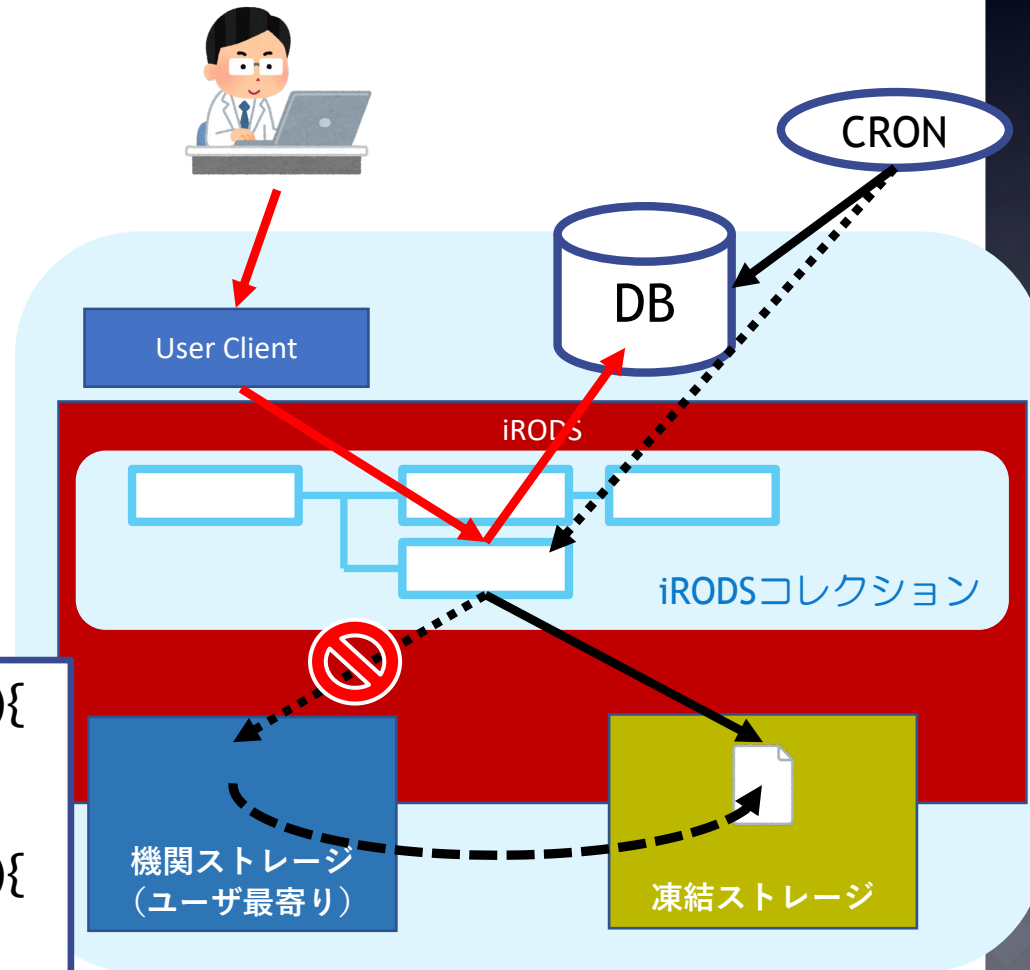 CRON
DB
User Client
iRODS
iRODSコレクション
){
){
機関ストレージ
（ユーザ最寄り）
凍結ストレージ